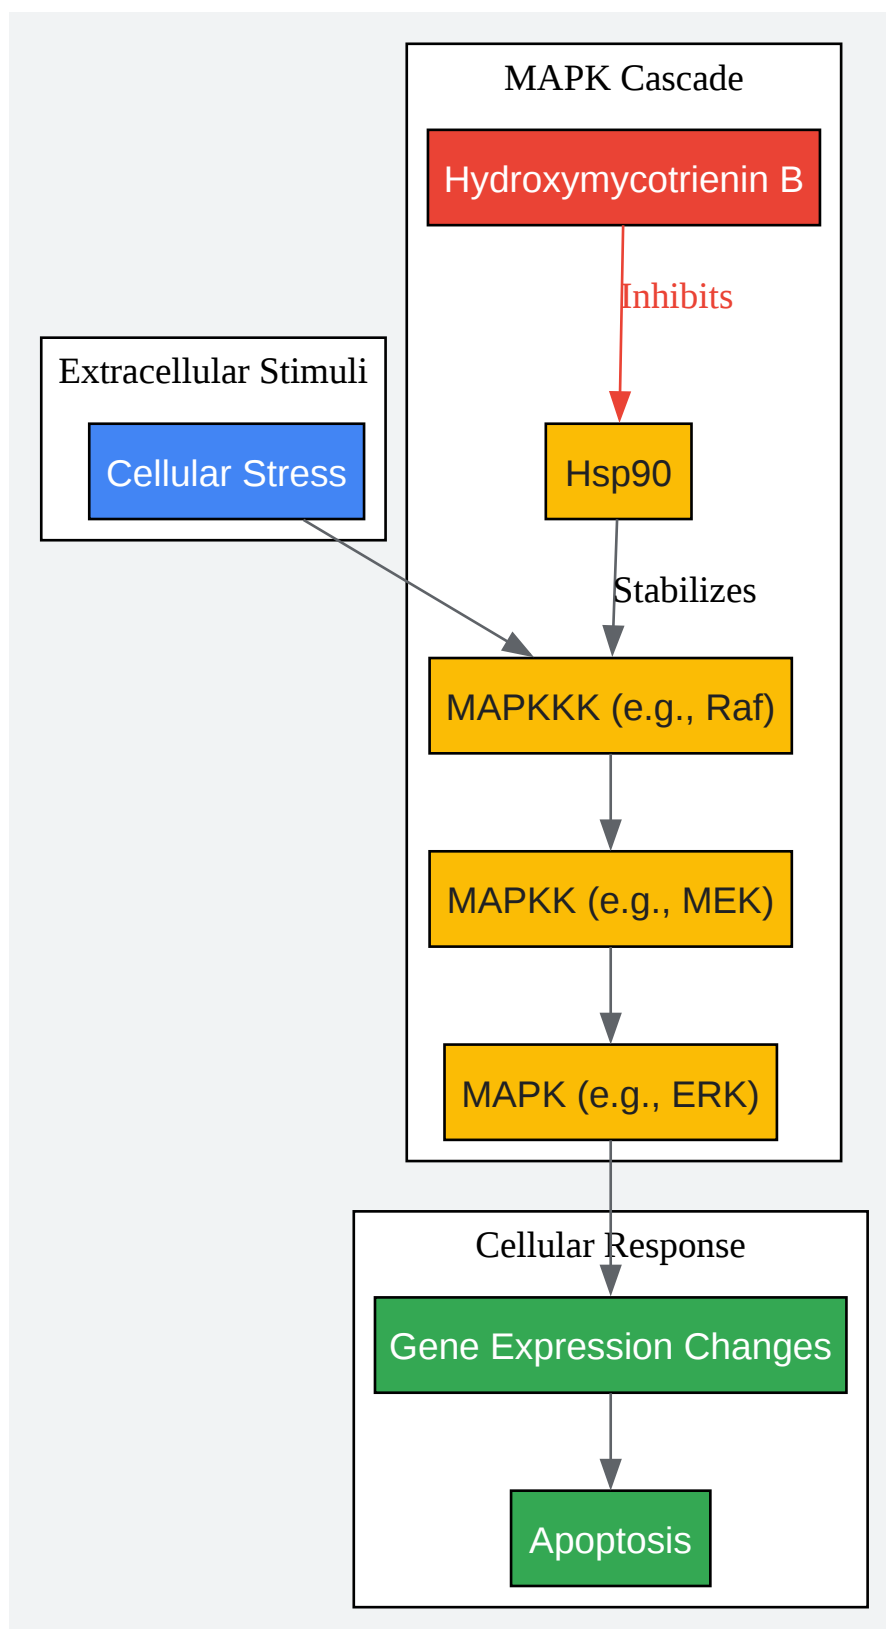 MAPK Cascade
Hydroxymycotrienin B
Inhibits
Extracellular Stimuli
Cellular Stress
Hsp90
Stabilizes
MAPKKK (e.g., Raf)
MAPKK (e.g., MEK)
MAPK (e.g., ERK)
Cellular Response
Gene Expression Changes
Apoptosis